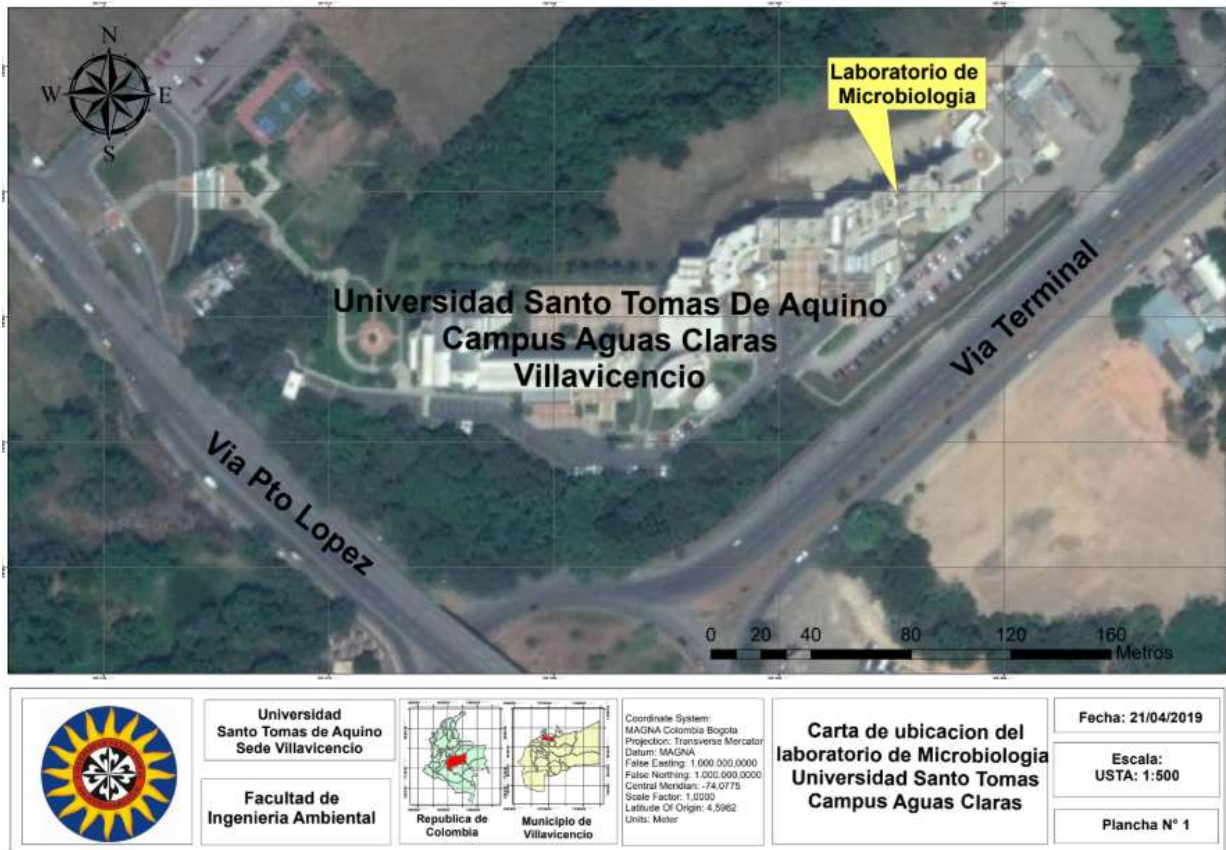 N
W E
S
Laboratorio de
Microbiologia
Universidad Santo Tomas De Aquino
Campus Aguas Claras
Villavicencio
Via Terminal
Via Pto Lopez
0 20 40 80 120 160
Metros
Universidad
Santo Tomas de Aquino
Sede Villavicencio
Facultad de
Ingenieria Ambiental
Republica de
Colombia
Municipio de
Villavicencio
Coordinate System:
MAGNA Colombia Bogota
Projection: Transverse Mercator
Datum: MAGNA
False Easting: 1.000.000,0000
False Northing: 1.000.000,0000
Central Meridian: -74,0775
Scale Factor: 1,0000
Latitude Of Origin: 4,5962
Units: Meter
Carta de ubicacion del
laboratorio de Microbiologia
Universidad Santo Tomas
Campus Aguas Claras
Fecha: 21/04/2019
Escala:
USTA: 1:500
Plancha N° 1